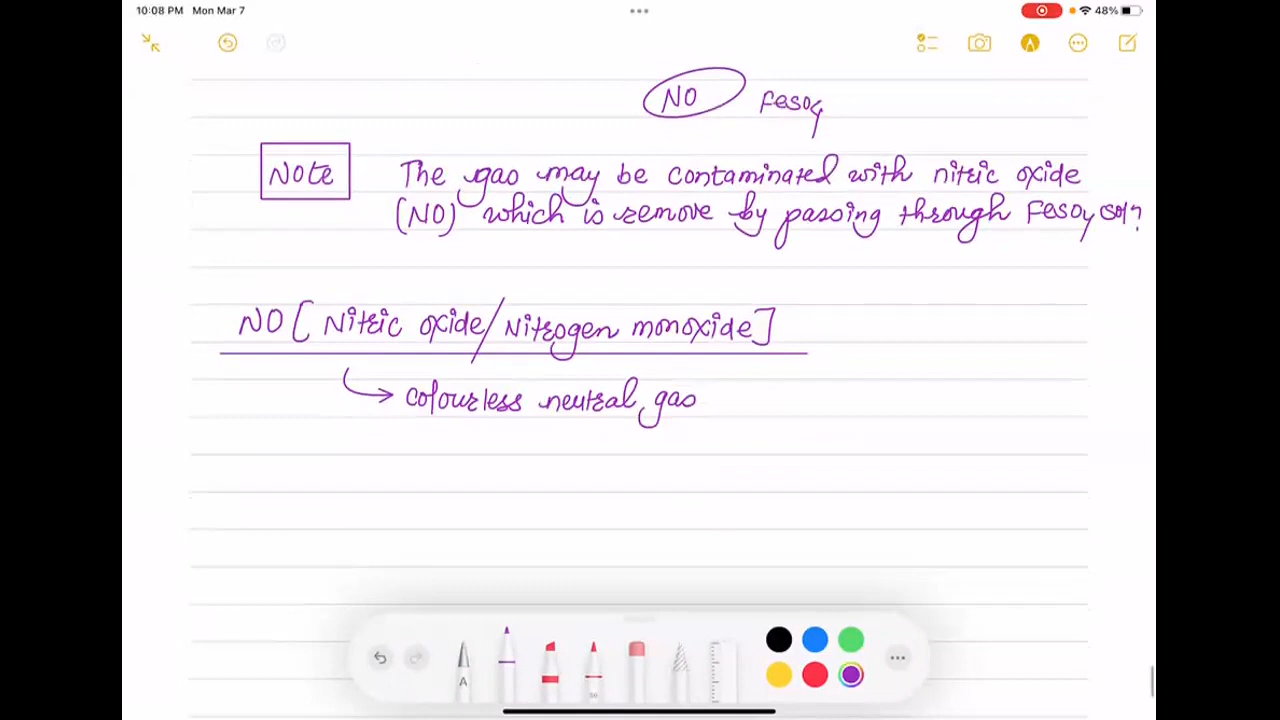 10:08 PM Mon Mar 7
48%
NO FeSO4
Note The gas may be contaminated with nitric oxide
(NO) which is remove by passing through FeSO4 solⁿ
NO [Nitric oxide/Nitrogen monoxide]
colourless neutral gas
A